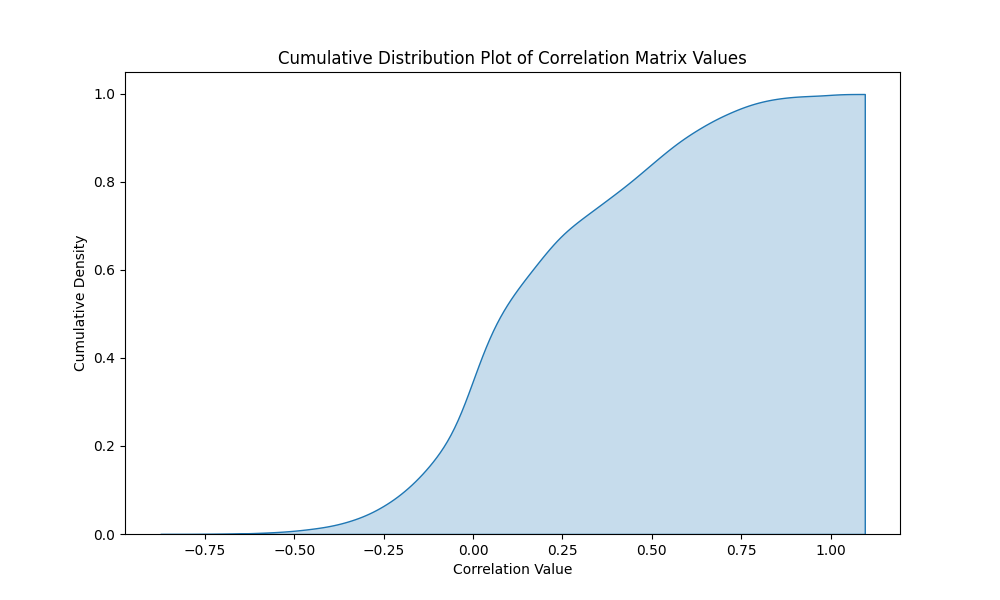 Cumulative Distribution Plot of Correlation Matrix Values
1.0
0.8
0.6
0.4
0.2
0.0
Cumulative Density
−0.75 −0.50 −0.25 0.00 0.25 0.50 0.75 1.00
Correlation Value